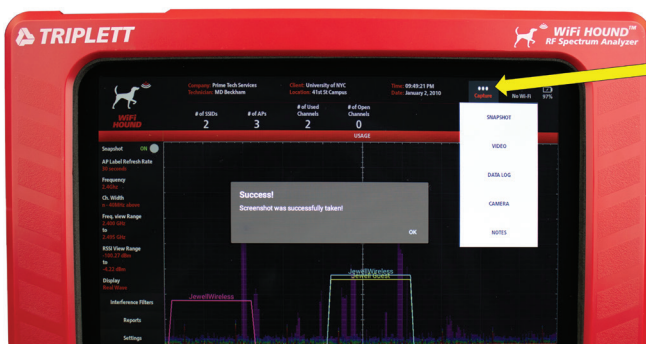 TRIPLETT
WiFi HOUND™
RF Spectrum Analyzer
WiFi
HOUND
Company: Prime Tech Services
Technician: MD Beckham
Client: University of NYC
Location: 41st St Campus
Time: 09:49:21 PM
Date: January 2, 2010
Capture
No Wi-Fi
97%
# of SSIDs
2
# of APs
3
# of Used
Channels
2
# of Open
Channels
0
USAGE
SNAPSHOT
VIDEO
DATA LOG
CAMERA
NOTES
Snapshot ON
AP Label Refresh Rate
30 seconds
Frequency
2.4GHz
Ch. Width
Freq. view Range
2.400 GHz
to
2.495 GHz
RSSI View Range
-100.27 dBm
to
-4.22 dBm
Display
Real Wave
Interference Filters
Reports
Settings
Success!
Screenshot was successfully taken!
OK
JewellWireless
Jewell Guest
JewellWireless